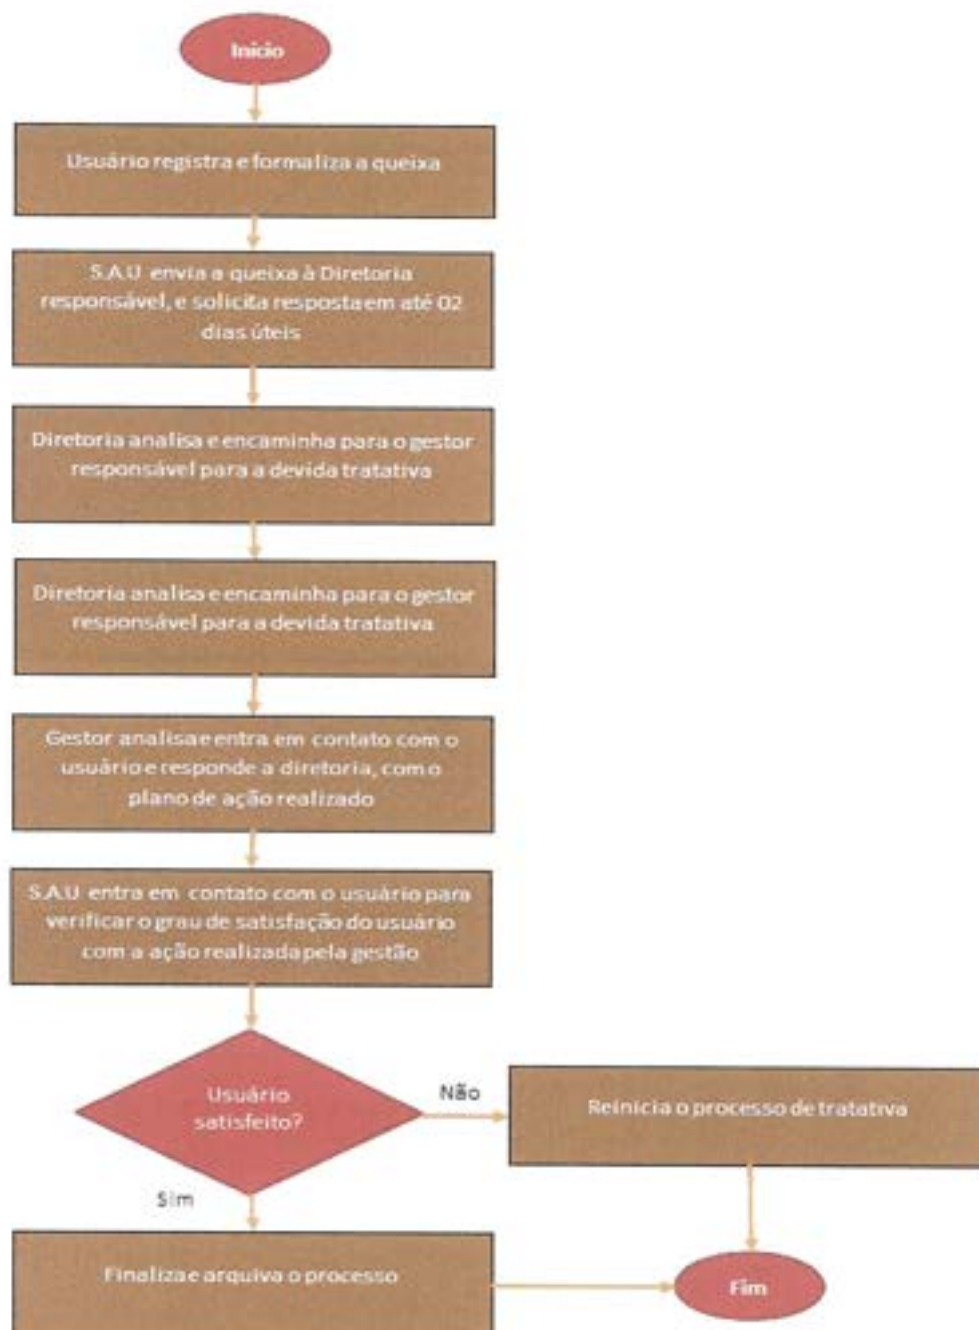 Início
Usuário registra e formaliza a queixa
S.A.U envia a queixa à Diretoria
responsável, e solicita resposta em até 02
dias úteis
Diretoria analisa e encaminha para o gestor
responsável para a devida tratativa
Diretoria analisa e encaminha para o gestor
responsável para a devida tratativa
Gestor analisa e entra em contato com o
usuário e responde a diretoria, com o
plano de ação realizado
S.A.U entra em contato com o usuário para
verificar o grau de satisfação do usuário
com a ação realizada pela gestão
Usuário
satisfeito?
Não
Reinicia o processo de tratativa
Sim
Finaliza e arquiva o processo
Fim